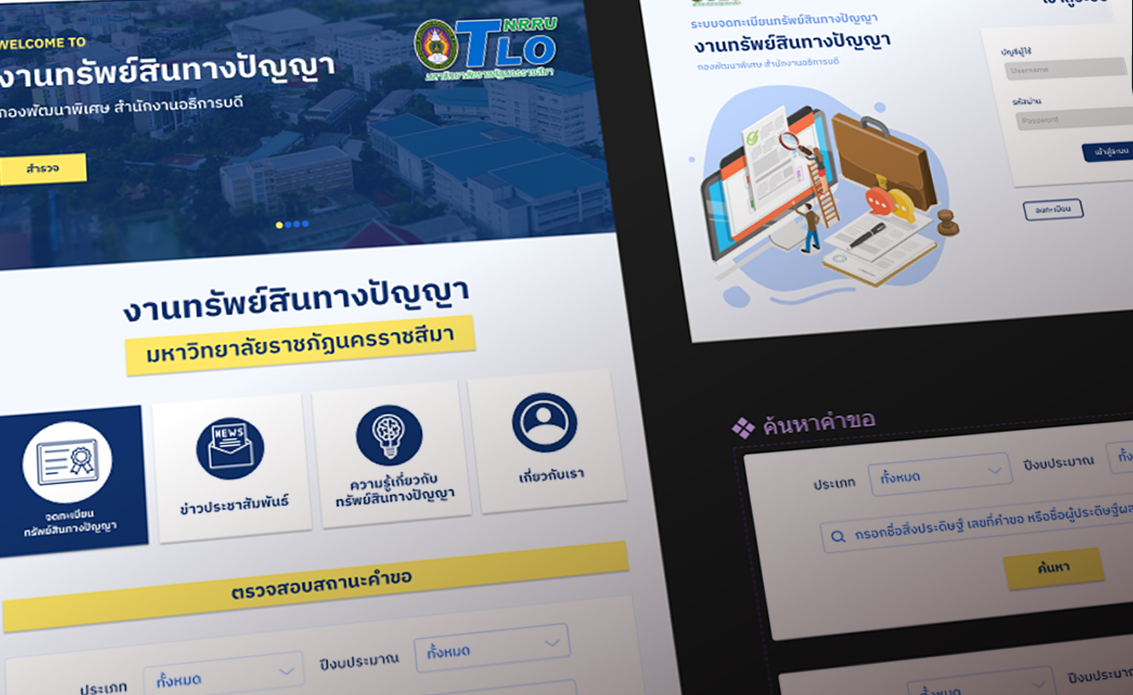 WELCOME TO
งานทรัพย์สินทางปัญญา
กองพัฒนาพิเศษ สำนักงานอธิการบดี
สำรวจ
NRRU
TLO
มหาวิทยาลัยราชภัฏนครราชสีมา
งานทรัพย์สินทางปัญญา
มหาวิทยาลัยราชภัฏนครราชสีมา
จดทะเบียน
ทรัพย์สินทางปัญญา
NEWS
ข่าวประชาสัมพันธ์
ความรู้เกี่ยวกับ
ทรัพย์สินทางปัญญา
เกี่ยวกับเรา
ตรวจสอบสถานะคำขอ
ประเภท ทั้งหมด ปีงบประมาณ ทั้งหมด
ระบบจดทะเบียนทรัพย์สินทางปัญญา
งานทรัพย์สินทางปัญญา
กองพัฒนาพิเศษ สำนักงานอธิการบดี
บัญชีผู้ใช้
Username
รหัสผ่าน
Password
เข้าสู่ระบบ
ลงทะเบียน
ค้นหาคำขอ
ประเภท ทั้งหมด ปีงบประมาณ
กรอกชื่อสิ่งประดิษฐ์ เลขที่คำขอ หรือชื่อผู้ประดิษฐ์
ค้นหา
ทั้งหมด